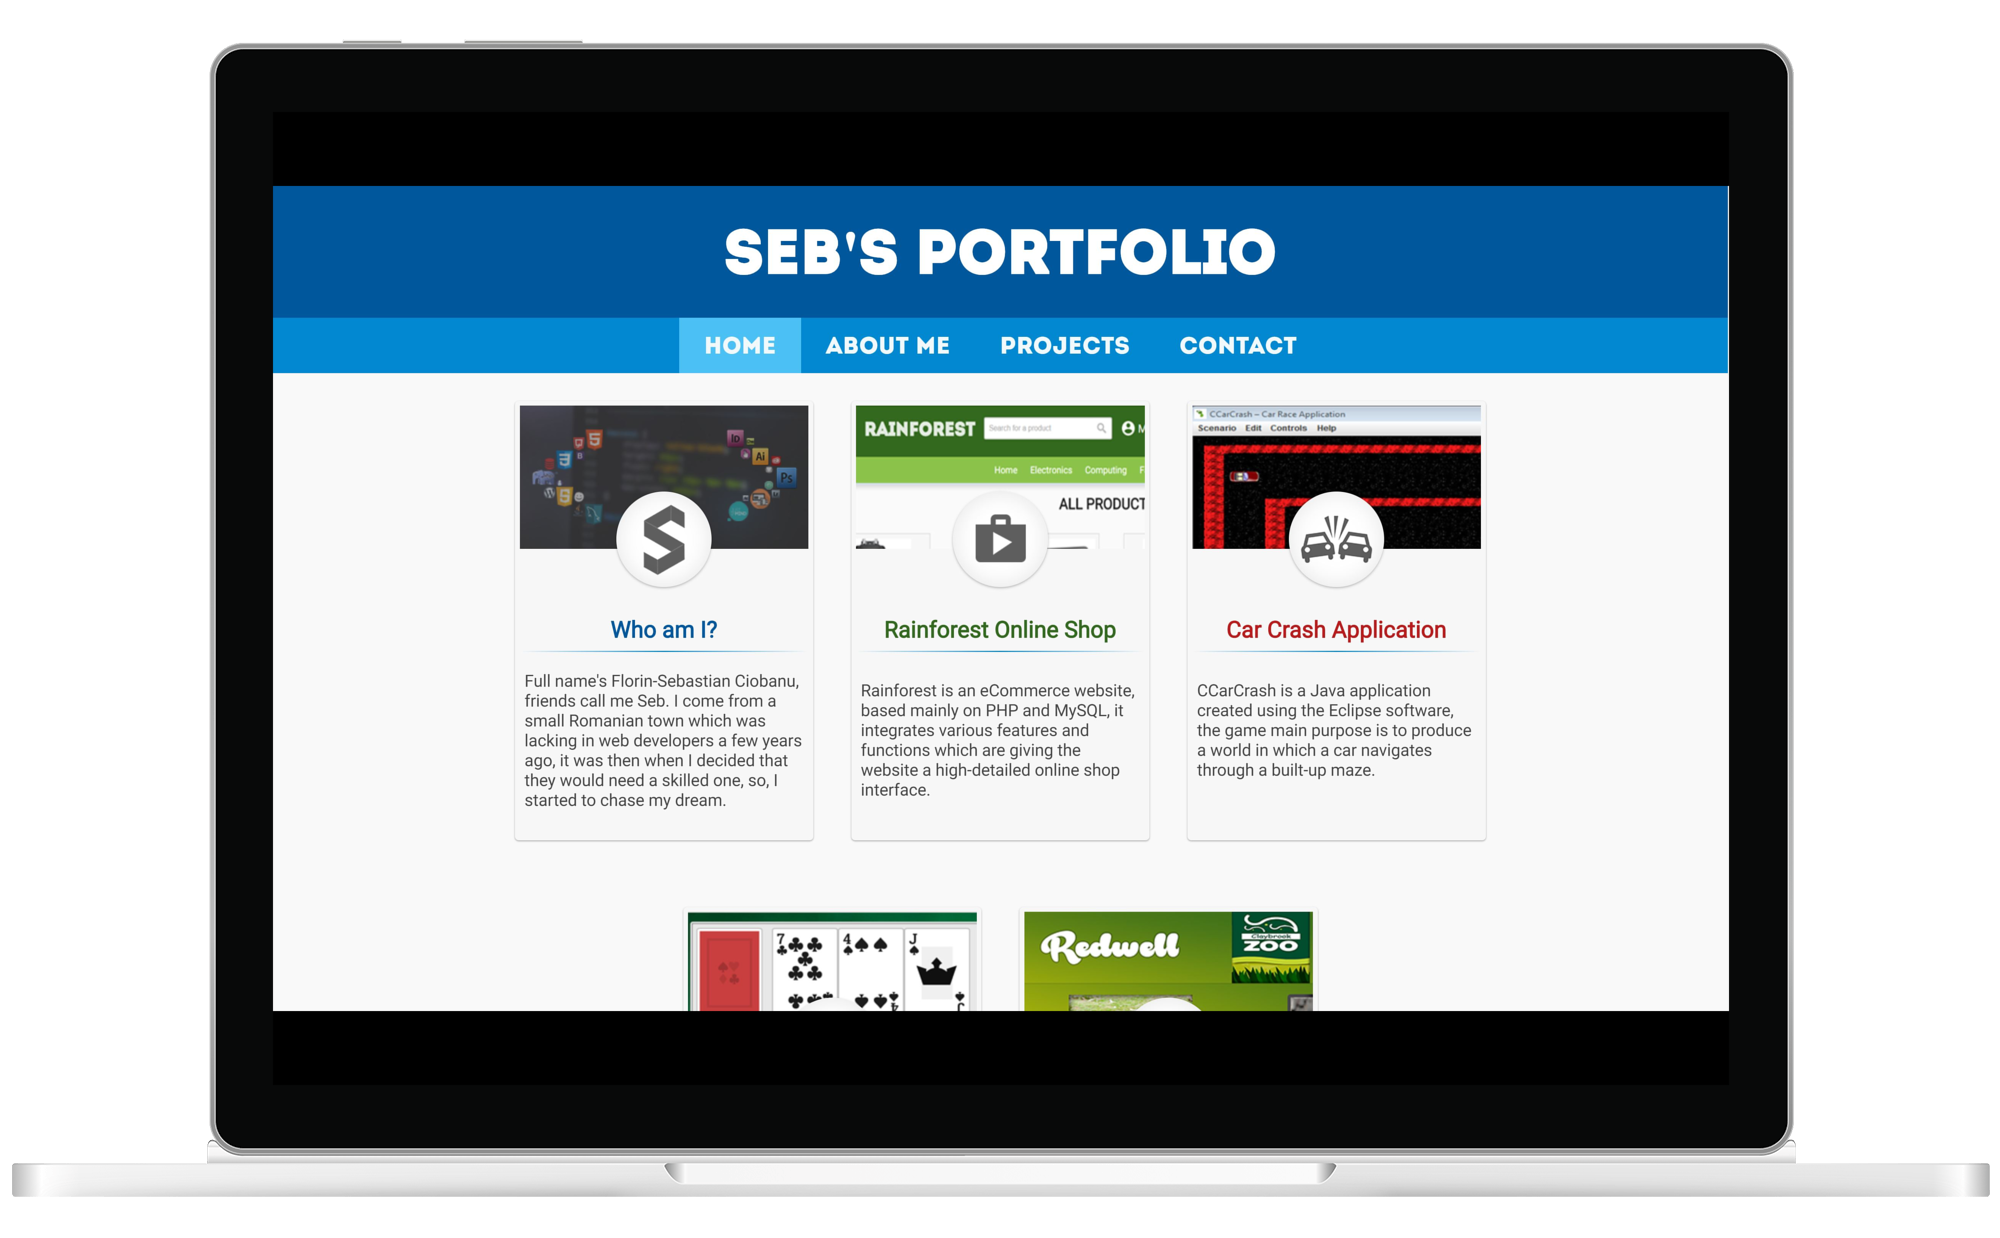 SEB'S PORTFOLIO
HOME ABOUT ME PROJECTS CONTACT
Io
Ai
Ps
W
S
Who am I?
Full name's Florin-Sebastian Ciobanu,
friends call me Seb. I come from a
small Romanian town which was
lacking in web developers a few years
ago, it was then when I decided that
they would need a skilled one, so, I
started to chase my dream.
RAINFOREST Search for a product M
Home Electronics Computing F
ALL PRODUCT
Rainforest Online Shop
Rainforest is an eCommerce website,
based mainly on PHP and MySQL, it
integrates various features and
functions which are giving the
website a high-detailed online shop
interface.
CCarCrash – Car Race Application
Scenario Edit Controls Help
Car Crash Application
CCarCrash is a Java application
created using the Eclipse software,
the game main purpose is to produce
a world in which a car navigates
through a built-up maze.
7 4 J
4 J
Redwell
Claybrook
ZOO